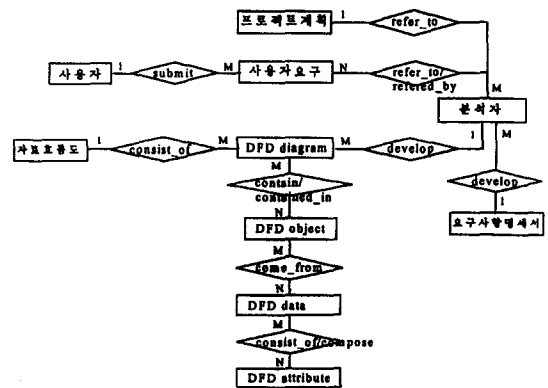 프로젝트계획 1 refer_to
사용자 1 submit M 사용자요구 N refer_to/
refered_by
M
분석자
1 M
자료흐름도 1 consist_of M DFD diagram M develop
M
contain/
contained_in
develop
N
1
DFD object
요구사항명세서
M
come_from
N
DFD data
M
consist_of/compose
N
DFD attribute